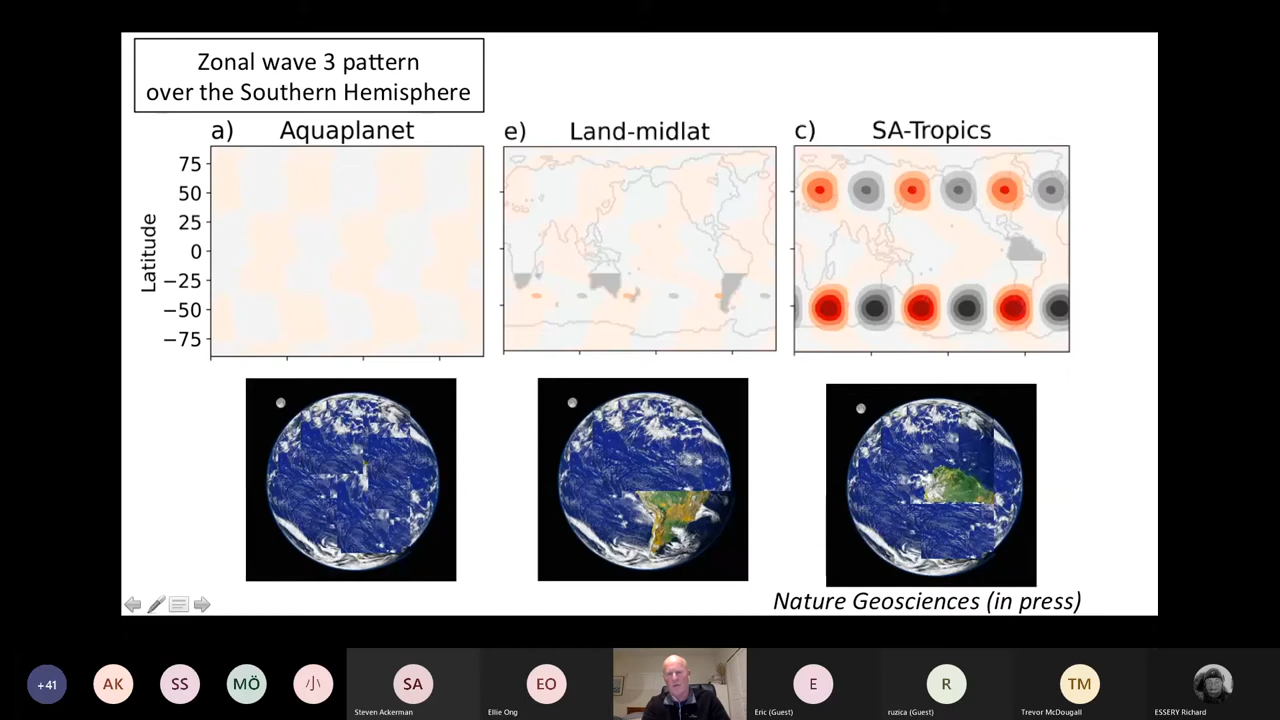 Zonal wave 3 pattern
over the Southern Hemisphere
a) Aquaplanet
e) Land-midlat
c) SA-Tropics
Latitude
75
50
25
0
−25
−50
−75
Nature Geosciences (in press)
+41
AK
SS
MÖ
小
SA
EO
E
R
TM
Steven Ackerman
Ellie Ong
Eric (Guest)
ruzica (Guest)
Trevor McDougall
ESSERY Richard